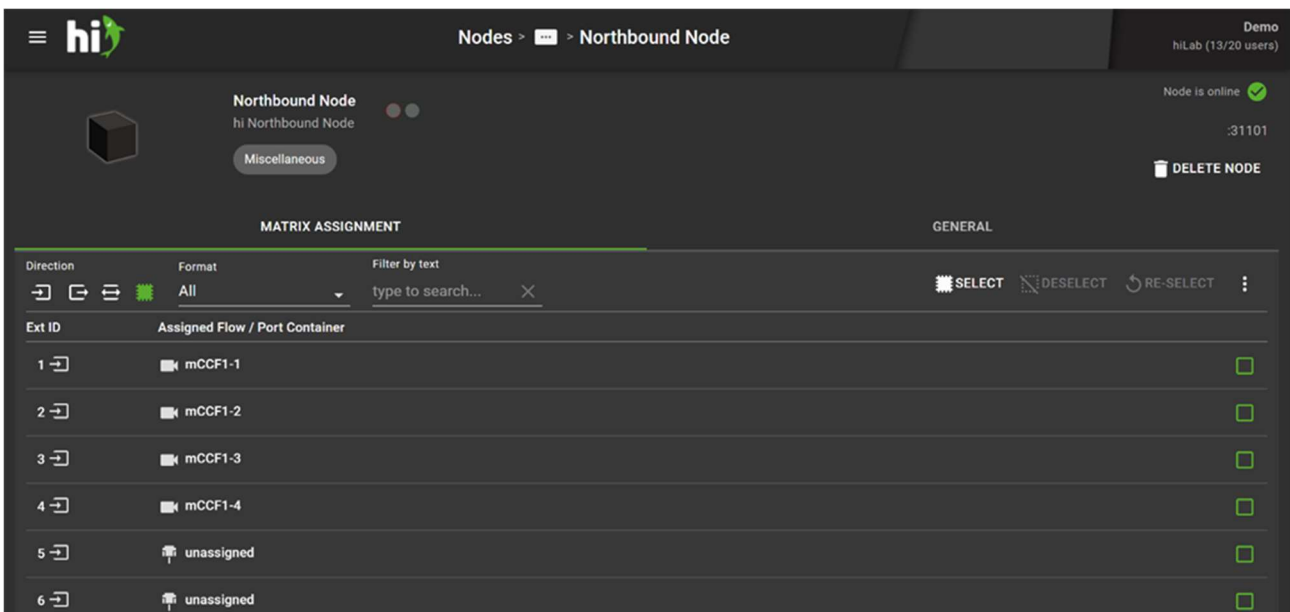 hi
Nodes > ... > Northbound Node
Demo
hiLab (13/20 users)
Northbound Node
hi Northbound Node
Miscellaneous
Node is online
:31101
DELETE NODE
MATRIX ASSIGNMENT
GENERAL
Direction
Format
All
Filter by text
type to search...
SELECT
DESELECT
RE-SELECT
Ext ID
Assigned Flow / Port Container
1 mCCF1-1
2 mCCF1-2
3 mCCF1-3
4 mCCF1-4
5 unassigned
6 unassigned